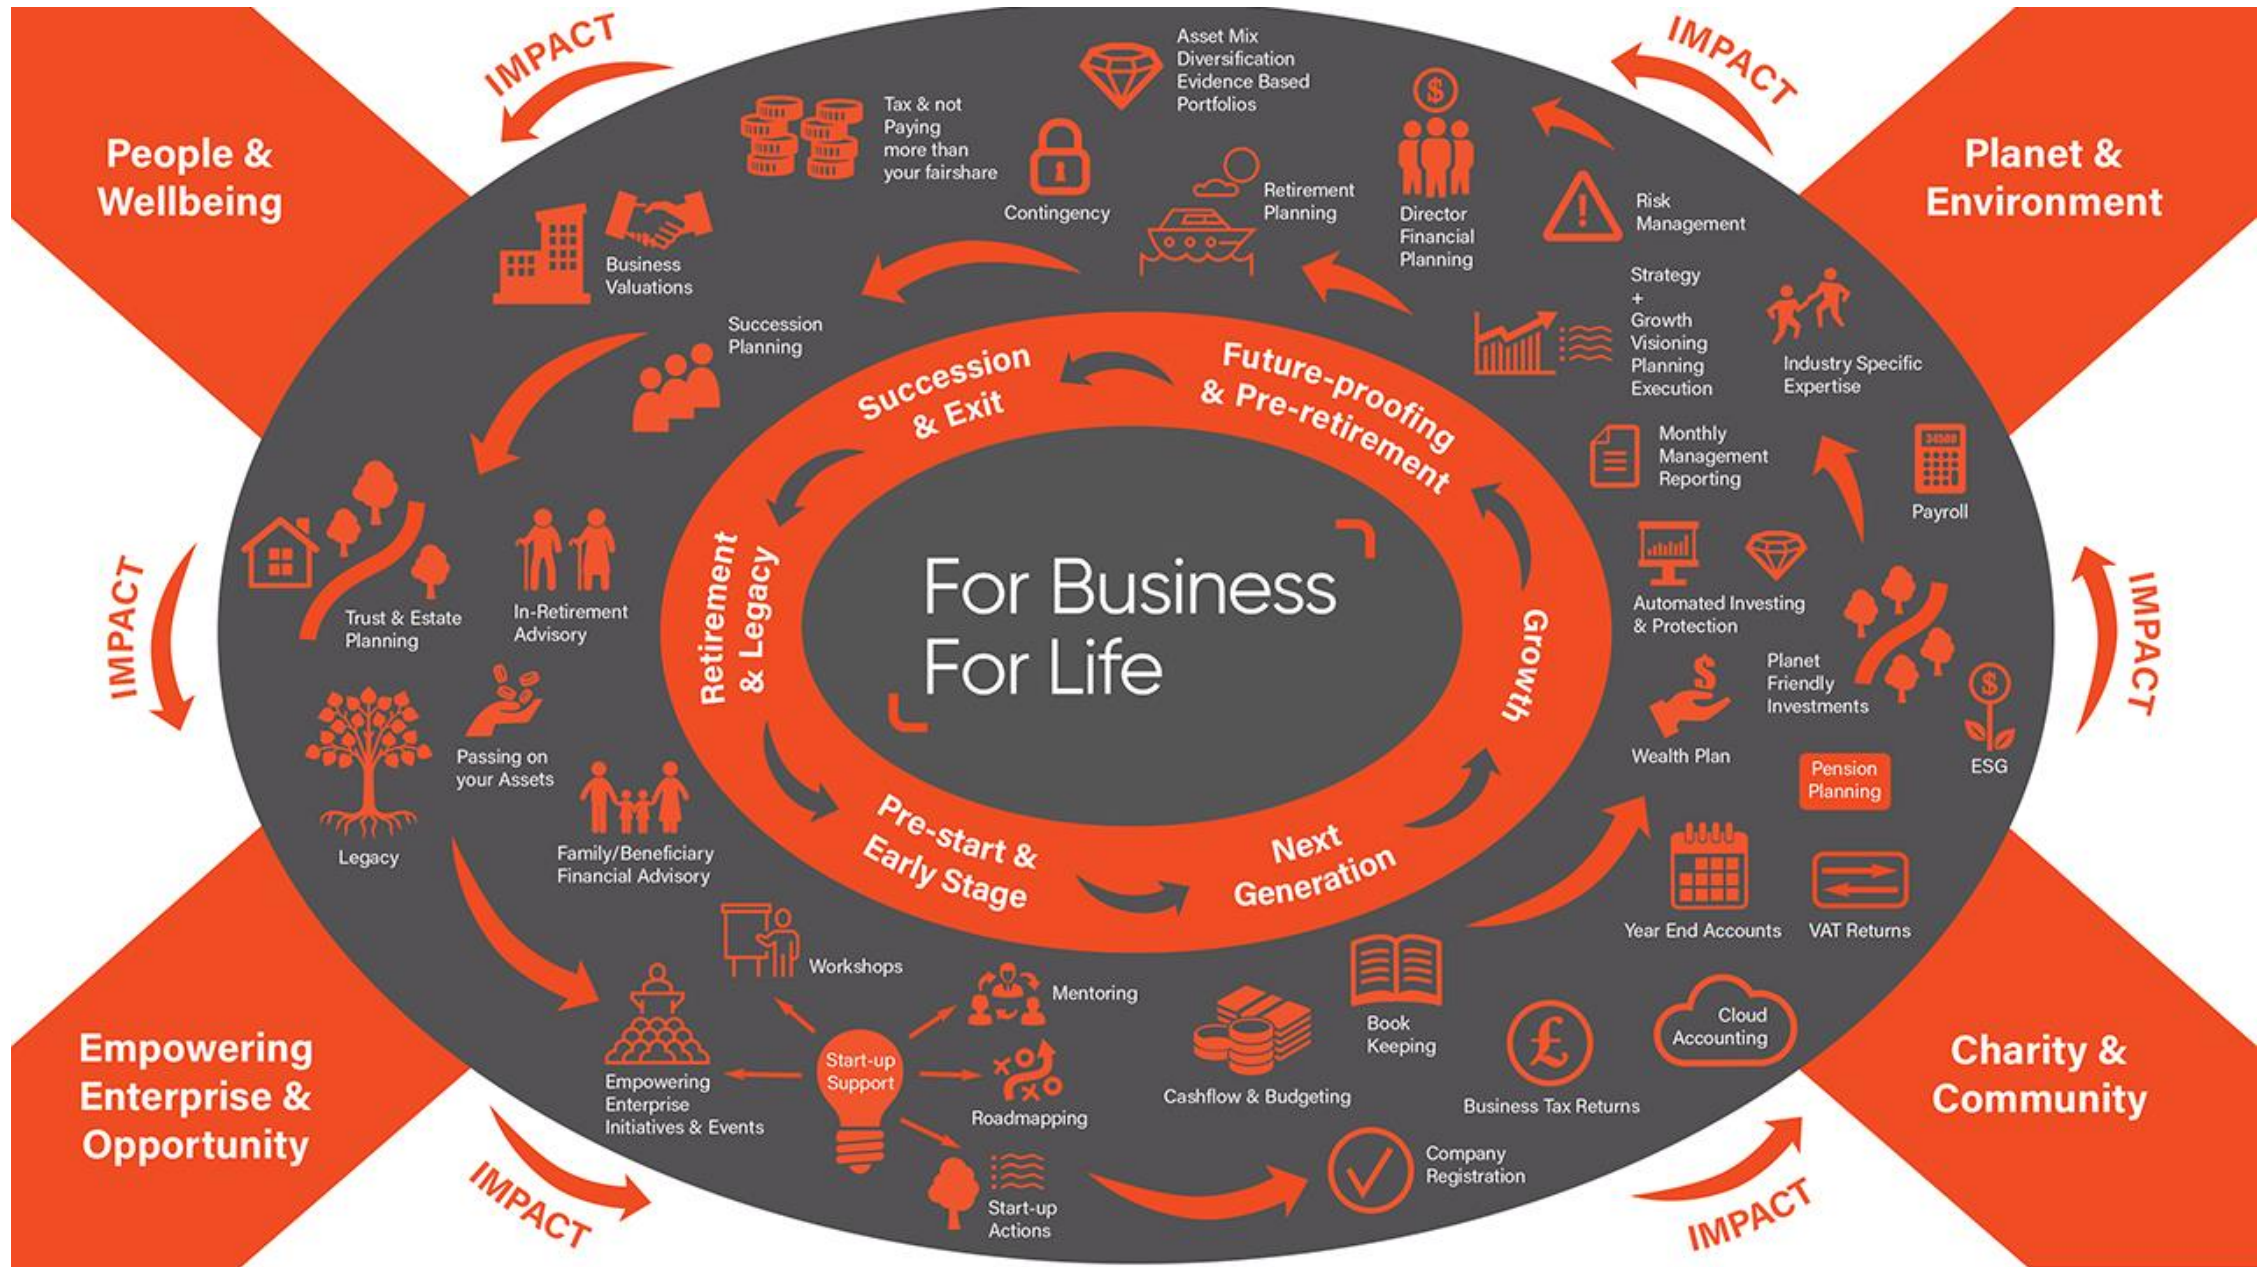 People &
Wellbeing
IMPACT
IMPACT
Planet &
Environment
Asset Mix
Diversification
Evidence Based
Portfolios
Tax & not
Paying
more than
your fairshare
Contingency
Retirement
Planning
$
Director
Financial
Planning
!
Risk
Management
Business
Valuations
Succession
Planning
Strategy
+
Growth
Visioning
Planning
Execution
Industry Specific
Expertise
Monthly
Management
Reporting
34580
Payroll
Succession
& Exit
Future-proofing
& Pre-retirement
Retirement
& Legacy
Growth
Pre-start &
Early Stage
Next
Generation
For Business
For Life
IMPACT
Trust & Estate
Planning
In-Retirement
Advisory
Passing on
your Assets
Legacy
Family/Beneficiary
Financial Advisory
Automated Investing
& Protection
$
Wealth Plan
Planet
Friendly
Investments
$
ESG
Pension
Planning
IMPACT
Year End Accounts
VAT Returns
Workshops
Mentoring
Start-up
Support
Empowering
Enterprise
Initiatives & Events
Roadmapping
Start-up
Actions
Cashflow & Budgeting
Book
Keeping
£
Business Tax Returns
Cloud
Accounting
Company
Registration
Empowering
Enterprise &
Opportunity
IMPACT
IMPACT
Charity &
Community